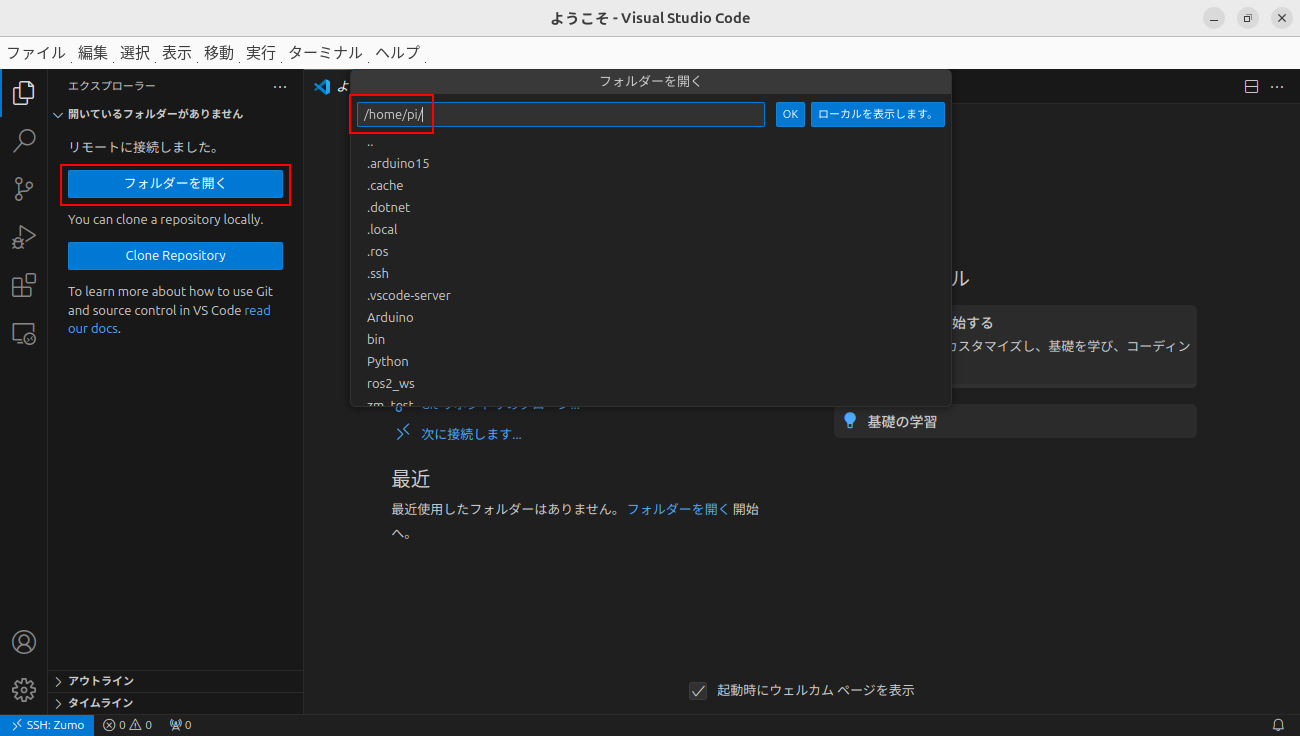 ようこそ - Visual Studio Code
ファイル 編集 選択 表示 移動 実行 ターミナル ヘルプ
エクスプローラー
開いているフォルダーがありません
リモートに接続しました。
フォルダーを開く
You can clone a repository locally.
Clone Repository
To learn more about how to use Git
and source control in VS Code read
our docs.
アウトライン
タイムライン
よ
フォルダーを開く
/home/pi/
OK
ローカルを表示します。
..
.arduino15
.cache
.dotnet
.local
.ros
.ssh
.vscode-server
Arduino
bin
Python
ros2_ws
zm_test
次に接続します...
最近
最近使用したフォルダーはありません。フォルダーを開く 開始
へ。
ル
始する
カスタマイズし、基礎を学び、コーディン
基礎の学習
起動時にウェルカム ページを表示
SSH: Zumo
0
0
0